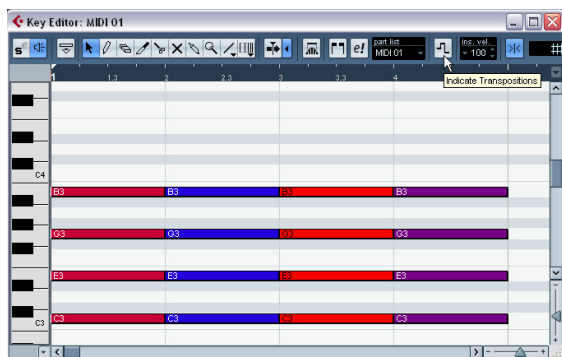 Key Editor: MIDI 01
part list
MIDI 01
ins. vel.
100
Indicate Transpositions
1 1.3 2 2.3 3 3.3 4
C4
B3 B3 B3 B3
G3 G3 G3 G3
E3 E3 E3 E3
C3 C3 C3 C3 C3